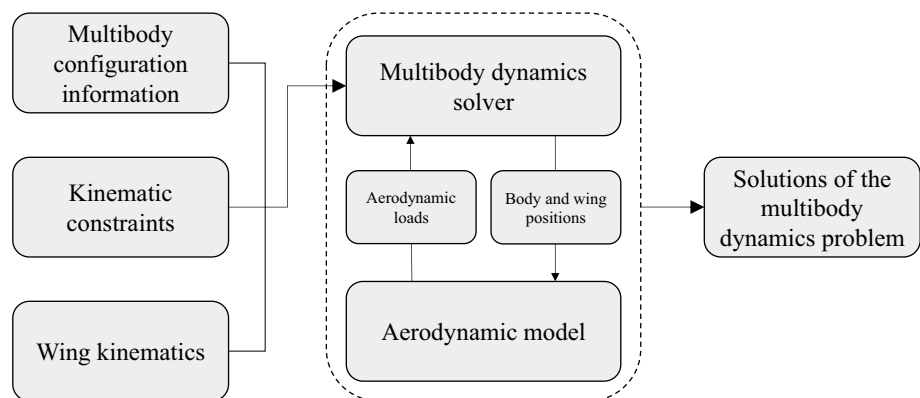 Multibody
configuration
information
Kinematic
constraints
Wing kinematics
Multibody dynamics
solver
Aerodynamic
loads
Body and wing
positions
Aerodynamic model
Solutions of the
multibody
dynamics problem